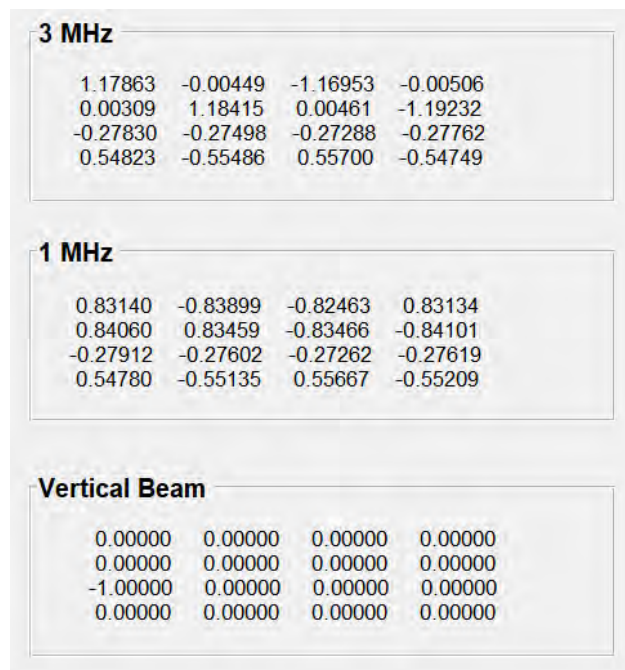 3 MHz
1.17863 -0.00449 -1.16953 -0.00506
0.00309 1.18415 0.00461 -1.19232
-0.27830 -0.27498 -0.27288 -0.27762
0.54823 -0.55486 0.55700 -0.54749
1 MHz
0.83140 -0.83899 -0.82463 0.83134
0.84060 0.83459 -0.83466 -0.84101
-0.27912 -0.27602 -0.27262 -0.27619
0.54780 -0.55135 0.55667 -0.55209
Vertical Beam
0.00000 0.00000 0.00000 0.00000
0.00000 0.00000 0.00000 0.00000
-1.00000 0.00000 0.00000 0.00000
0.00000 0.00000 0.00000 0.00000